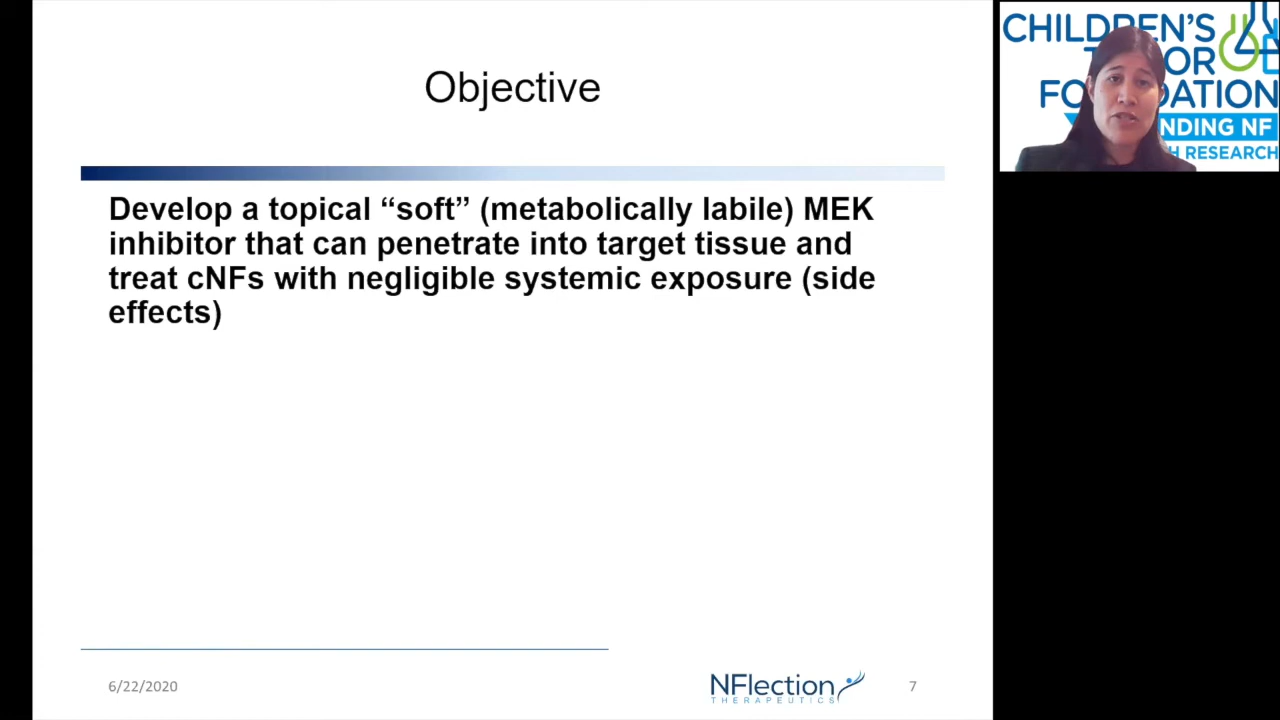 Objective
Develop a topical “soft” (metabolically labile) MEK
inhibitor that can penetrate into target tissue and
treat cNFs with negligible systemic exposure (side
effects)
6/22/2020
NFlection
THERAPEUTICS
7
CHILDREN'S
FOUNDATION
NF
RESEARCH